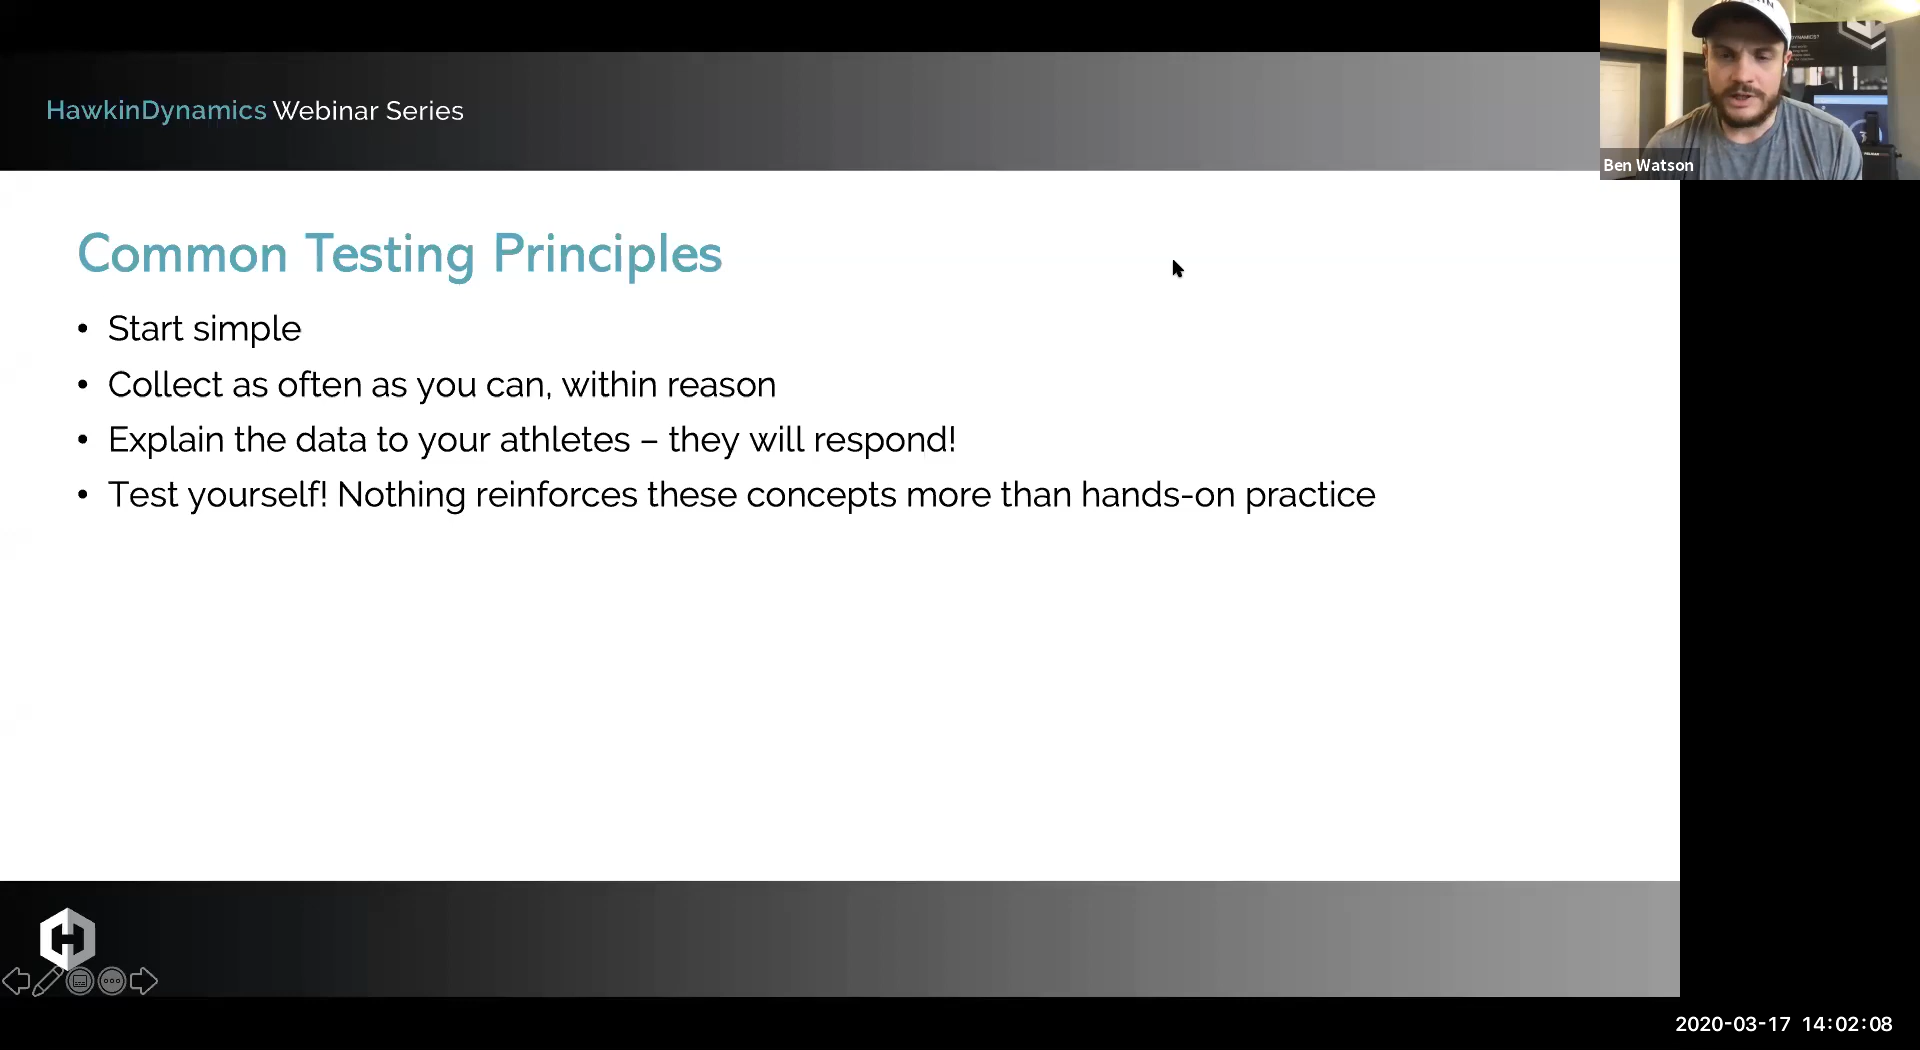 HawkinDynamics Webinar Series
Ben Watson
Common Testing Principles
• Start simple
• Collect as often as you can, within reason
• Explain the data to your athletes – they will respond!
• Test yourself! Nothing reinforces these concepts more than hands-on practice
2020-03-17 14:02:08